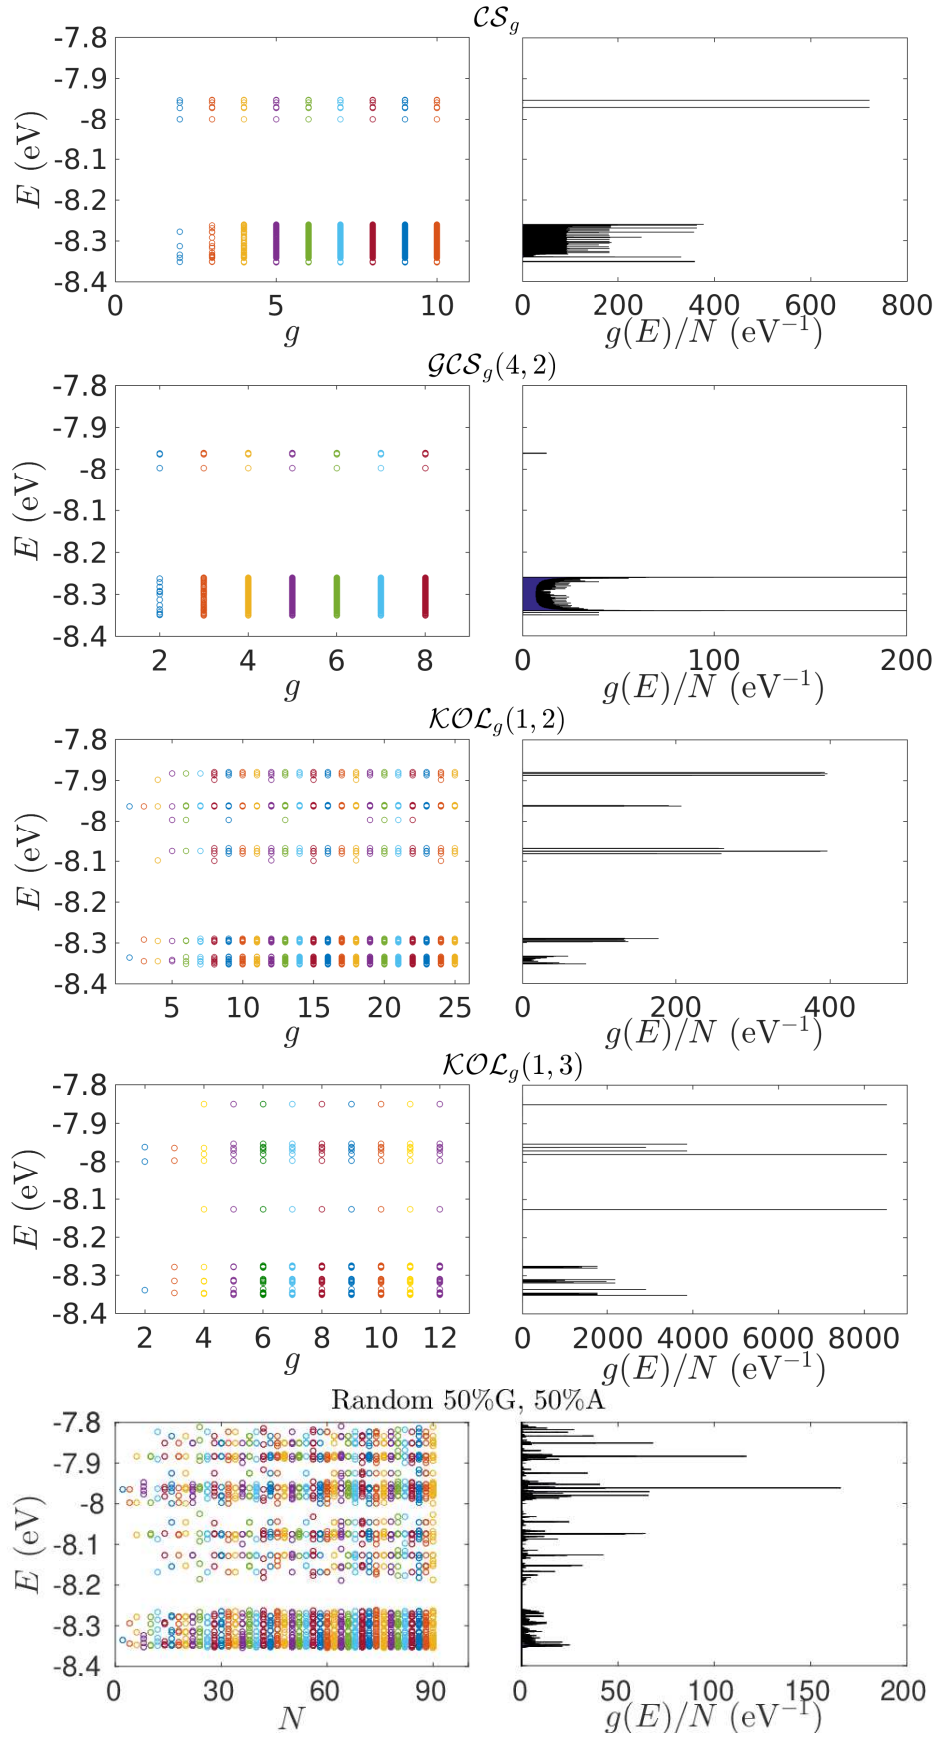 𝒞𝒮g
-7.8
-7.9
-8
-8.1
-8.2
-8.3
-8.4
E (eV)
0 5 10
g
0 200 400 600 800
g(E)/N (eV−1)
𝒢𝒞𝒮g(4, 2)
-7.8
-7.9
-8
-8.1
-8.2
-8.3
-8.4
E (eV)
2 4 6 8
g
0 100 200
g(E)/N (eV−1)
𝒦𝒪ℒg(1, 2)
-7.8
-7.9
-8
-8.1
-8.2
-8.3
-8.4
E (eV)
5 10 15 20 25
g
0 200 400
g(E)/N (eV−1)
𝒦𝒪ℒg(1, 3)
-7.8
-7.9
-8
-8.1
-8.2
-8.3
-8.4
E (eV)
2 4 6 8 10 12
g
0 2000 4000 6000 8000
g(E)/N (eV−1)
Random 50%G, 50%A
-7.8
-7.9
-8
-8.1
-8.2
-8.3
-8.4
E (eV)
0 30 60 90
N
0 50 100 150 200
g(E)/N (eV−1)